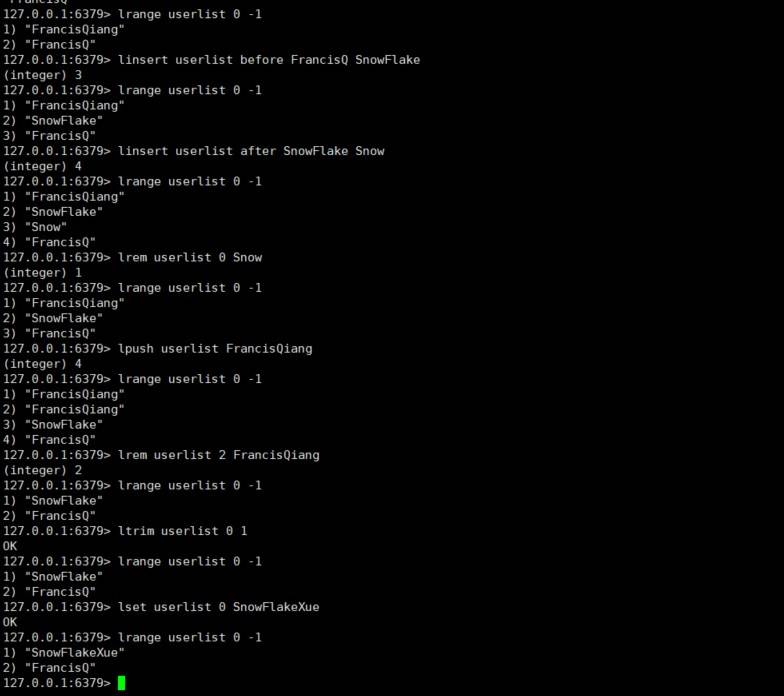 127.0.0.1:6379> lrange userlist 0 -1
1) "FrancisQiang"
2) "FrancisQ"
127.0.0.1:6379> linsert userlist before FrancisQ SnowFlake
(integer) 3
127.0.0.1:6379> lrange userlist 0 -1
1) "FrancisQiang"
2) "SnowFlake"
3) "FrancisQ"
127.0.0.1:6379> linsert userlist after SnowFlake Snow
(integer) 4
127.0.0.1:6379> lrange userlist 0 -1
1) "FrancisQiang"
2) "SnowFlake"
3) "Snow"
4) "FrancisQ"
127.0.0.1:6379> lrem userlist 0 Snow
(integer) 1
127.0.0.1:6379> lrange userlist 0 -1
1) "FrancisQiang"
2) "SnowFlake"
3) "FrancisQ"
127.0.0.1:6379> lpush userlist FrancisQiang
(integer) 4
127.0.0.1:6379> lrange userlist 0 -1
1) "FrancisQiang"
2) "FrancisQiang"
3) "SnowFlake"
4) "FrancisQ"
127.0.0.1:6379> lrem userlist 2 FrancisQiang
(integer) 2
127.0.0.1:6379> lrange userlist 0 -1
1) "SnowFlake"
2) "FrancisQ"
127.0.0.1:6379> ltrim userlist 0 1
OK
127.0.0.1:6379> lrange userlist 0 -1
1) "SnowFlake"
2) "FrancisQ"
127.0.0.1:6379> lset userlist 0 SnowFlakeXue
OK
127.0.0.1:6379> lrange userlist 0 -1
1) "SnowFlakeXue"
2) "FrancisQ"
127.0.0.1:6379>